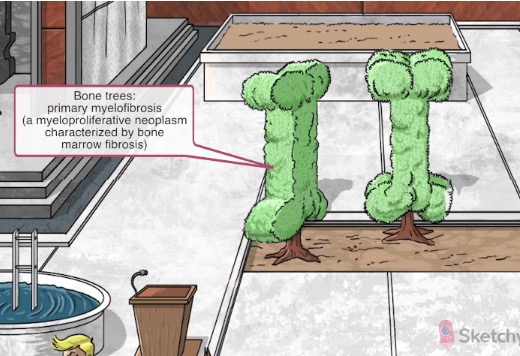 Bone trees:
primary myelofibrosis
(a myeloproliferative neoplasm
characterized by bone
marrow fibrosis)
Sketchy